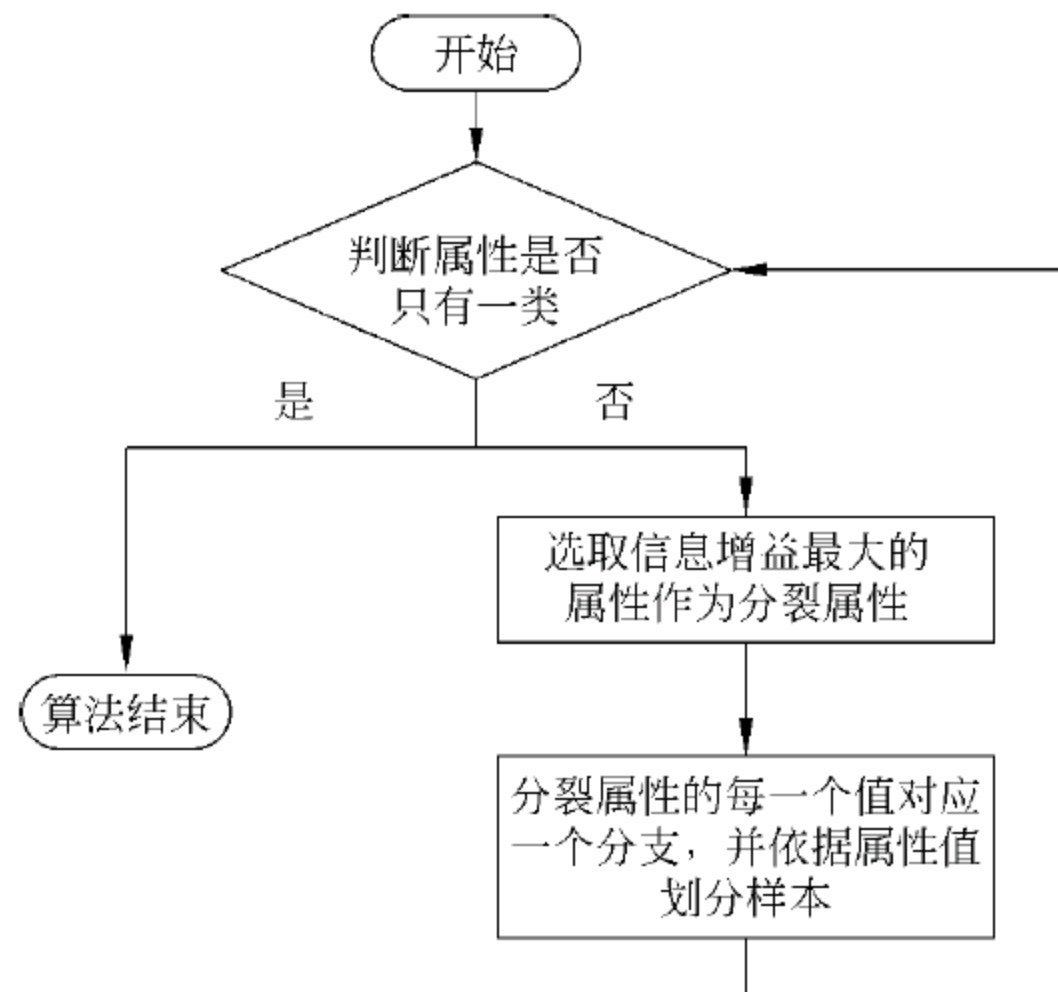 开始
判断属性是否
只有一类
是
否
选取信息增益最大的
属性作为分裂属性
算法结束
分裂属性的每一个值对应
一个分支，并依据属性值
划分样本